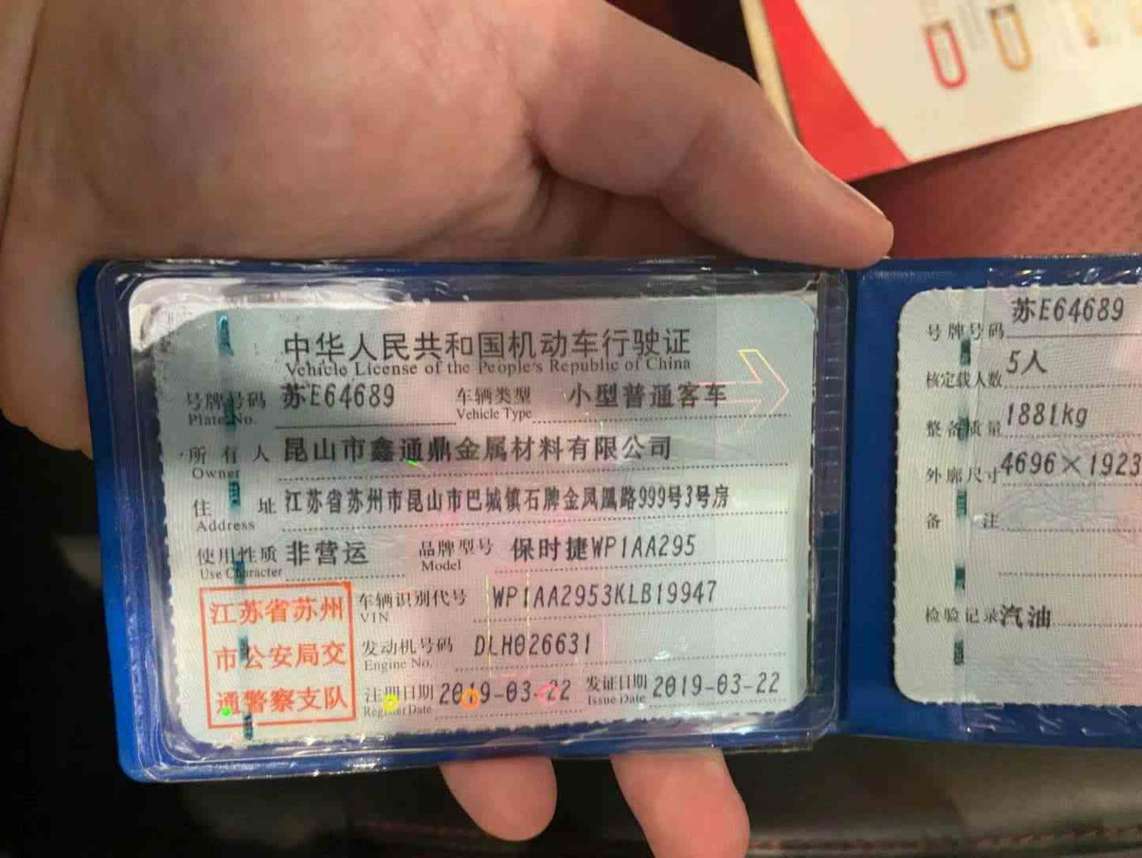 中华人民共和国机动车行驶证
Vehicle License of the People's Republic of China
号牌号码 苏E64689 车辆类型 小型普通客车
Plate No. Vehicle Type
所有人 昆山市鑫通鼎金属材料有限公司
Owner
住址 江苏省苏州市昆山市巴城镇石牌金凤凰路999号3号房
Address
使用性质 非营运 品牌型号 保时捷WP1AA295
Use Character Model
江苏省苏州
市公安局交
通警察支队
车辆识别代号 WP1AA2953KLB19947
VIN
发动机号码 DLH026631
Engine No.
注册日期 2019-03-22 发证日期 2019-03-22
Register Date Issue Date
号牌号码 苏E64689
核定载人数 5人
整备质量 1881kg
外廓尺寸 4696×1923
备注
检验记录 汽油